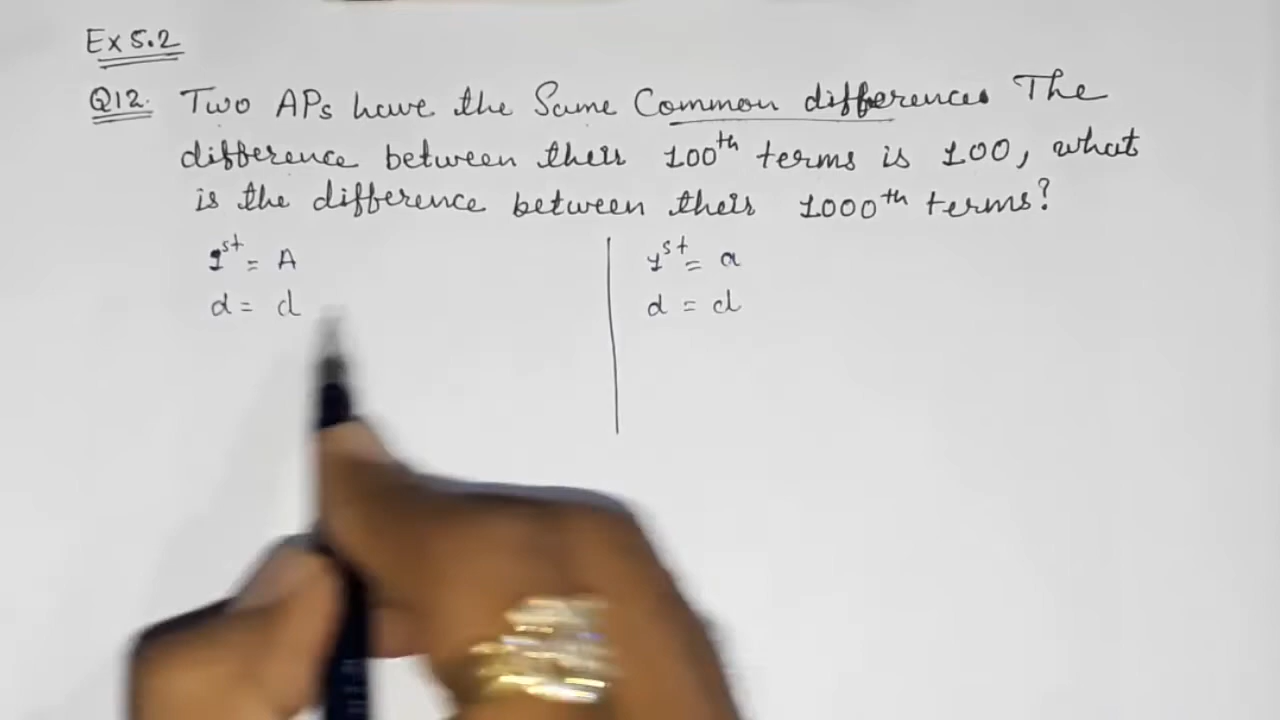 Ex 5.2
Q12. Two APs have the Same Common difference. The
difference between their 100th terms is 100, what
is the difference between their 1000th terms?
1st = A
d = d
1st = a
d = d